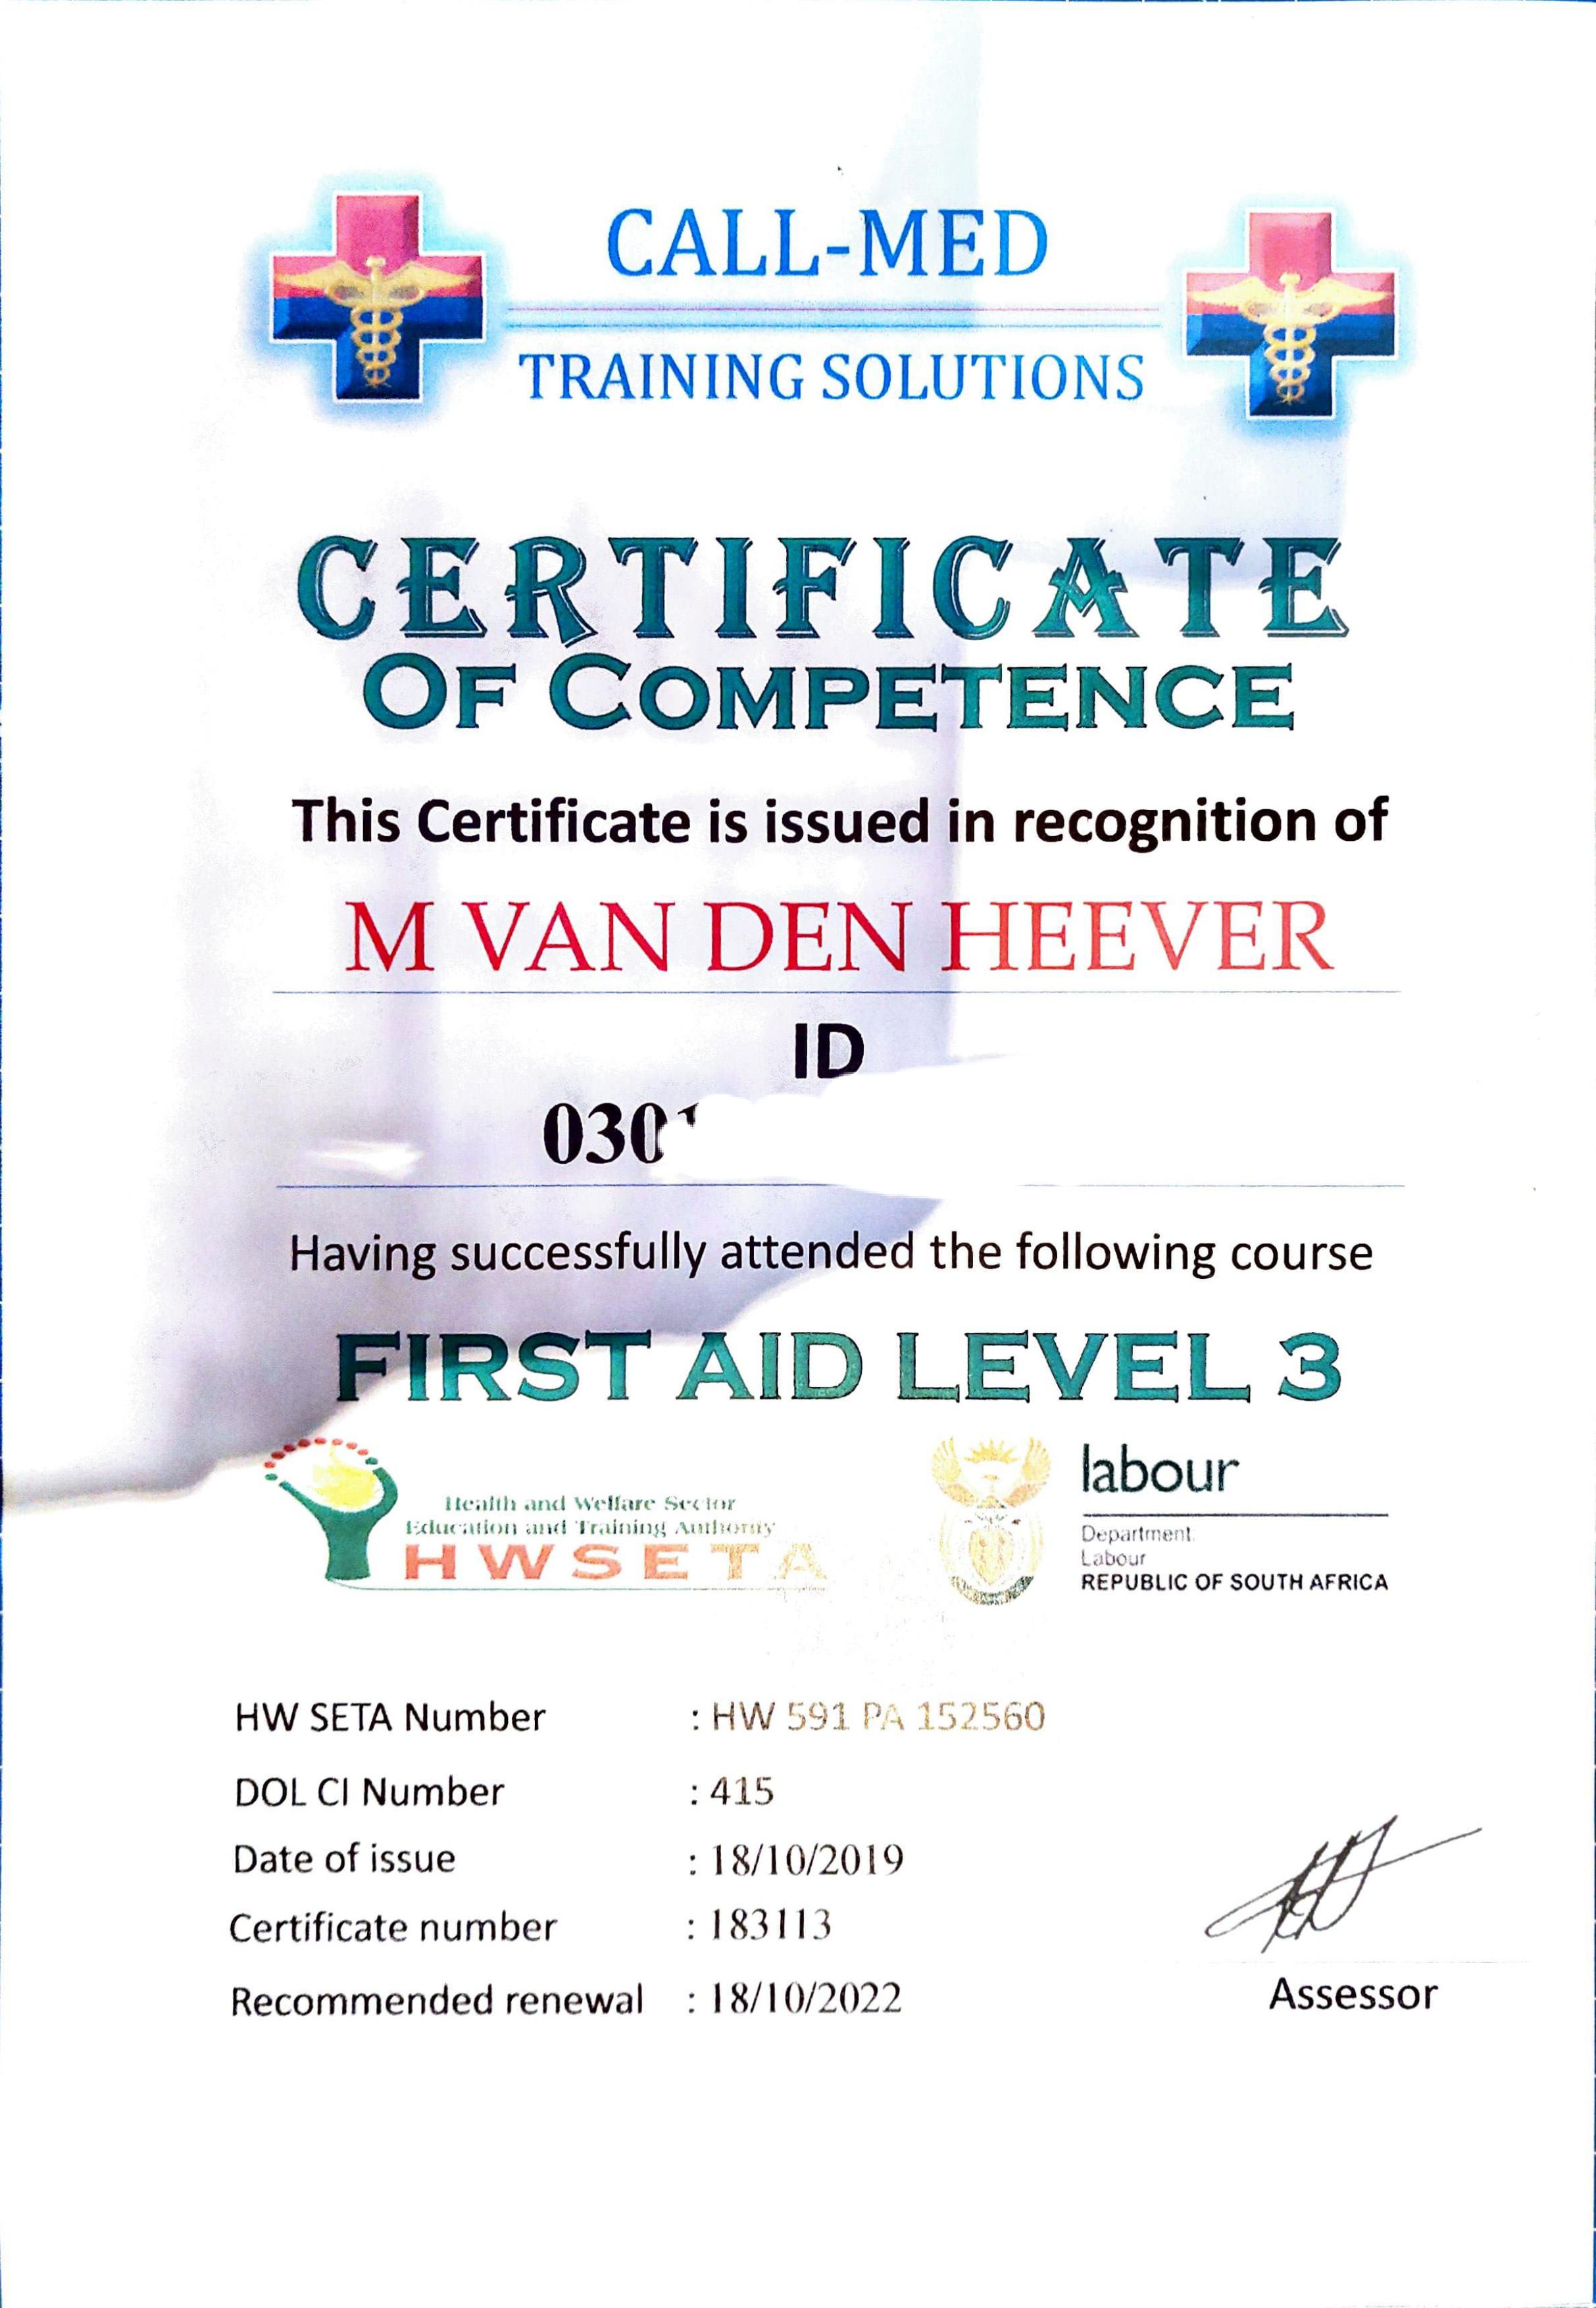 CALL-MED
TRAINING SOLUTIONS
CERTIFICATE
OF COMPETENCE
This Certificate is issued in recognition of
M VAN DEN HEEVER
ID
030
Having successfully attended the following course
FIRST AID LEVEL 3
Health and Welfare Sector
Education and Training Authority
HWSETA
labour
Department:
Labour
REPUBLIC OF SOUTH AFRICA
HW SETA Number : HW 591 PA 152560
DOL CI Number : 415
Date of issue : 18/10/2019
Certificate number : 183113
Recommended renewal : 18/10/2022
Assessor